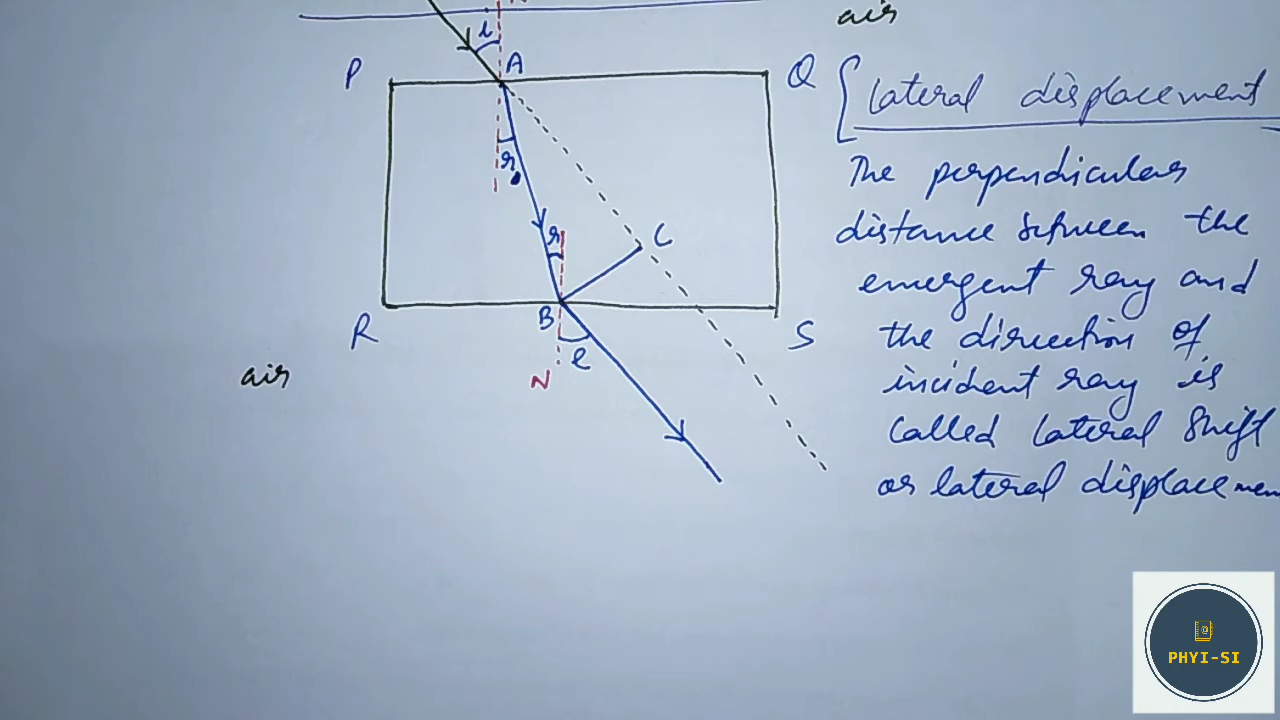 air
i
A
P
Q
lateral displacement
r
The perpendicular
distance between the
emergent ray and
the direction of
incident ray is
called lateral shift
or lateral displacemen
r
C
B
R
S
e
N
air
PHYI-SI